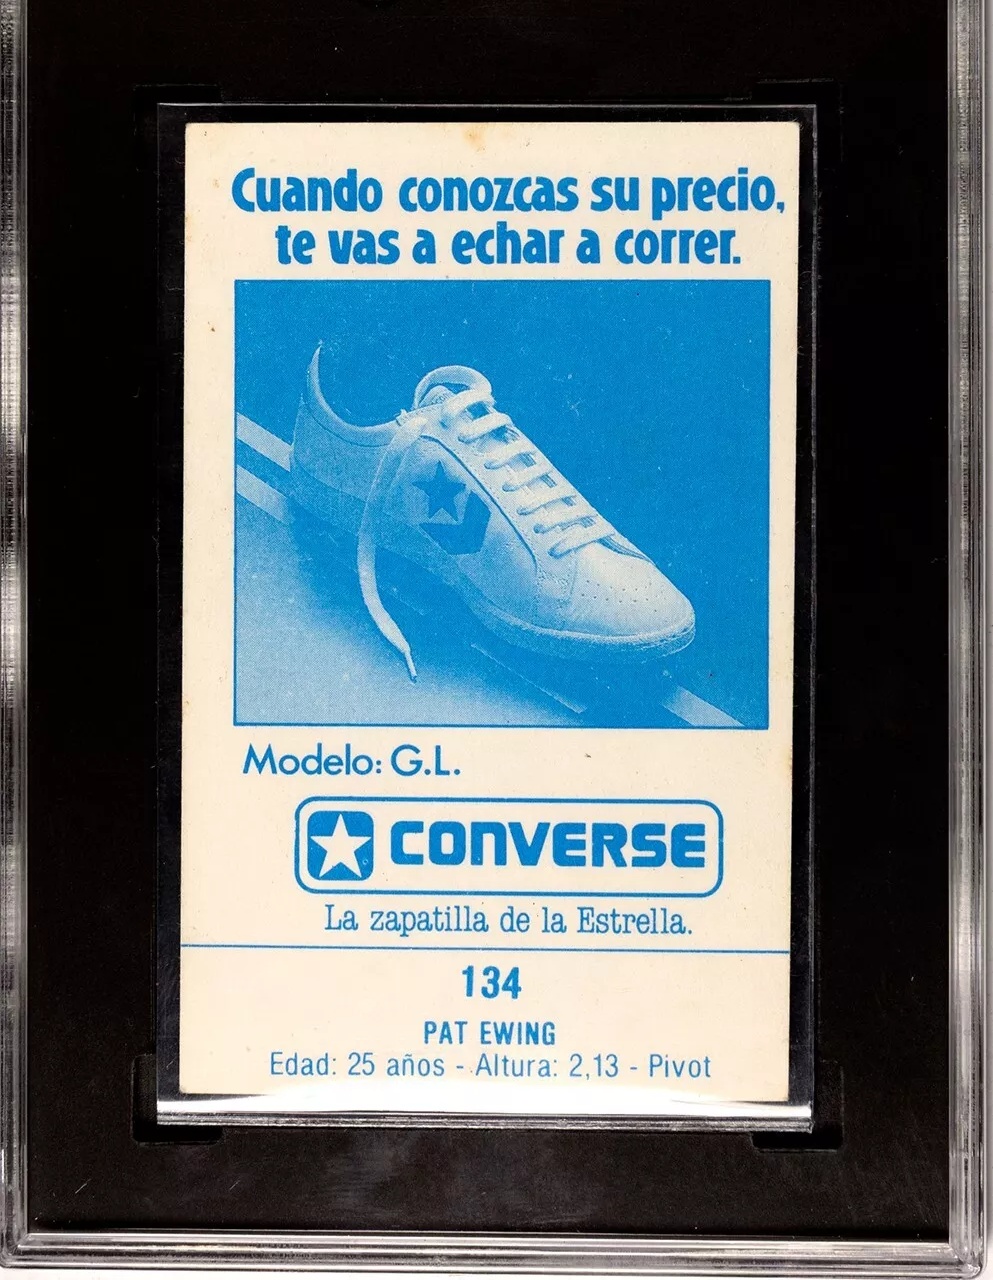 Cuando conozcas su precio,
te vas a echar a correr.
Modelo: G.L.
CONVERSE
La zapatilla de la Estrella.
134
PAT EWING
Edad: 25 años - Altura: 2,13 - Pivot